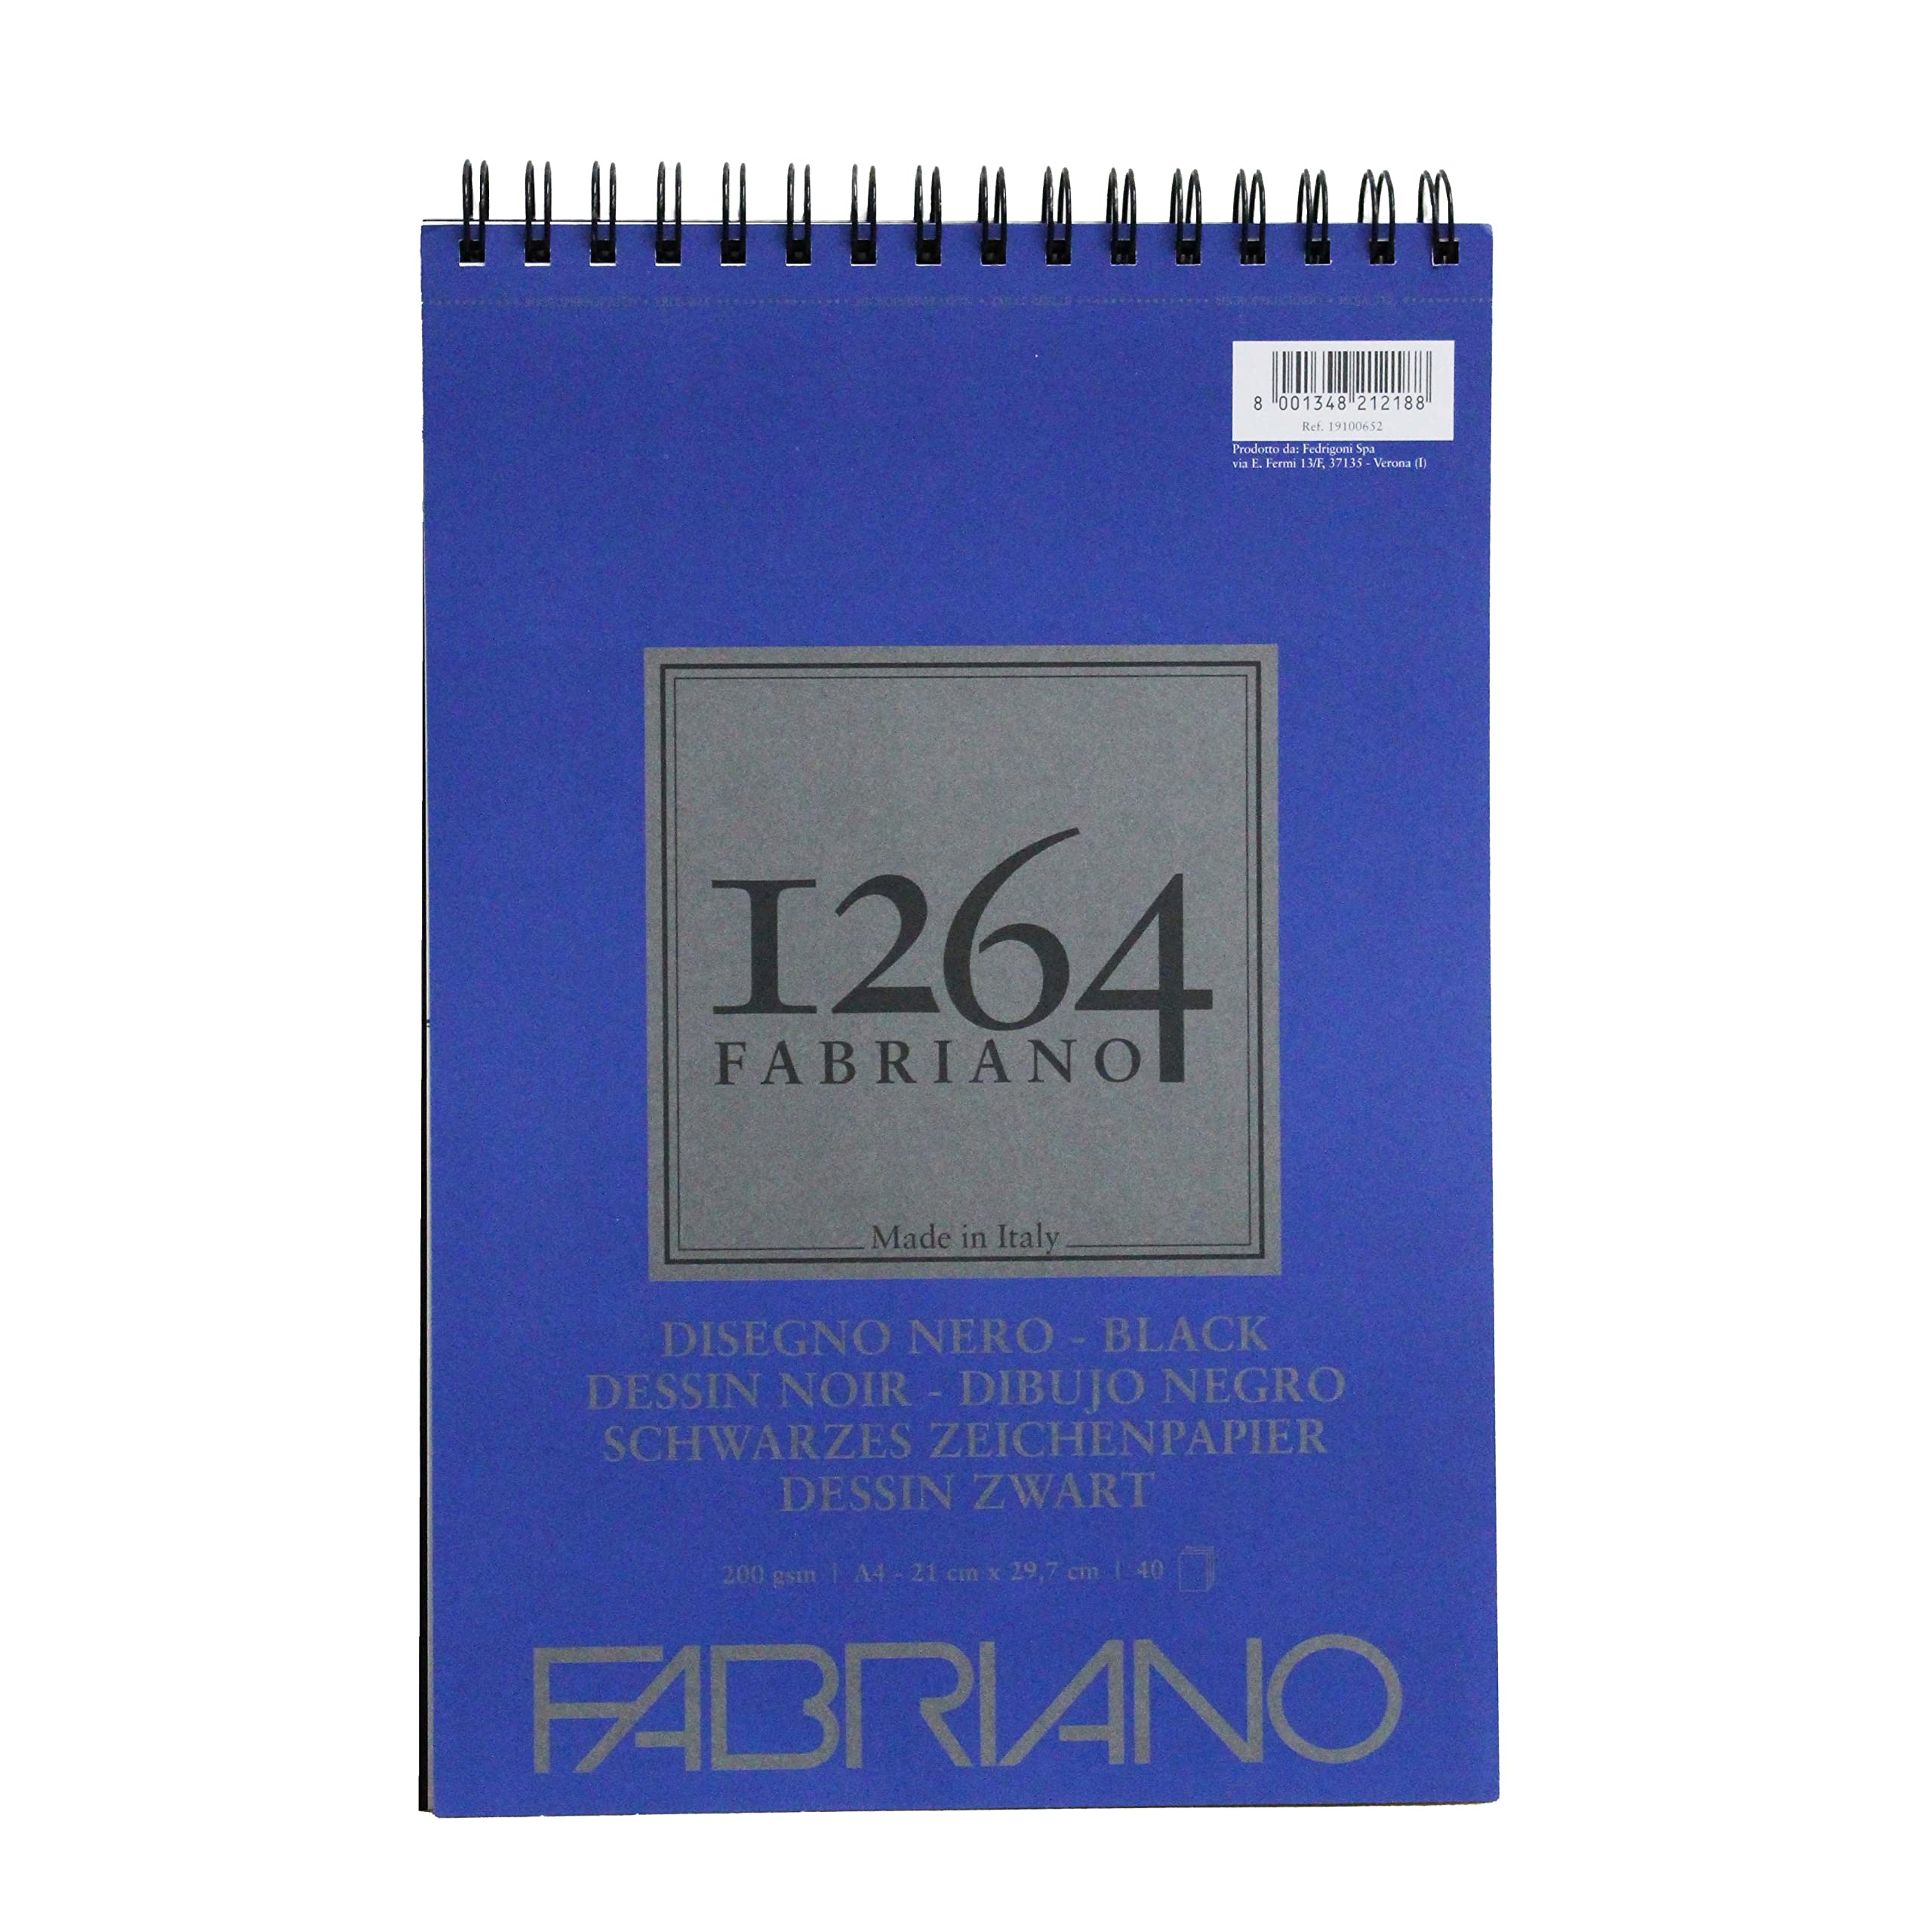 8 001348 212188
Ref. 19100652
Prodotto da: Fedrigoni Spa
via E. Fermi 13/F, 37135 - Verona (I)
1264
FABRIANO
Made in Italy
DISEGNO NERO - BLACK
DESSIN NOIR - DIBUJO NEGRO
SCHWARZES ZEICHENPAPIER
DESSIN ZWART
200 gsm | A4 - 21 cm x 29,7 cm | 40
FABRIANO